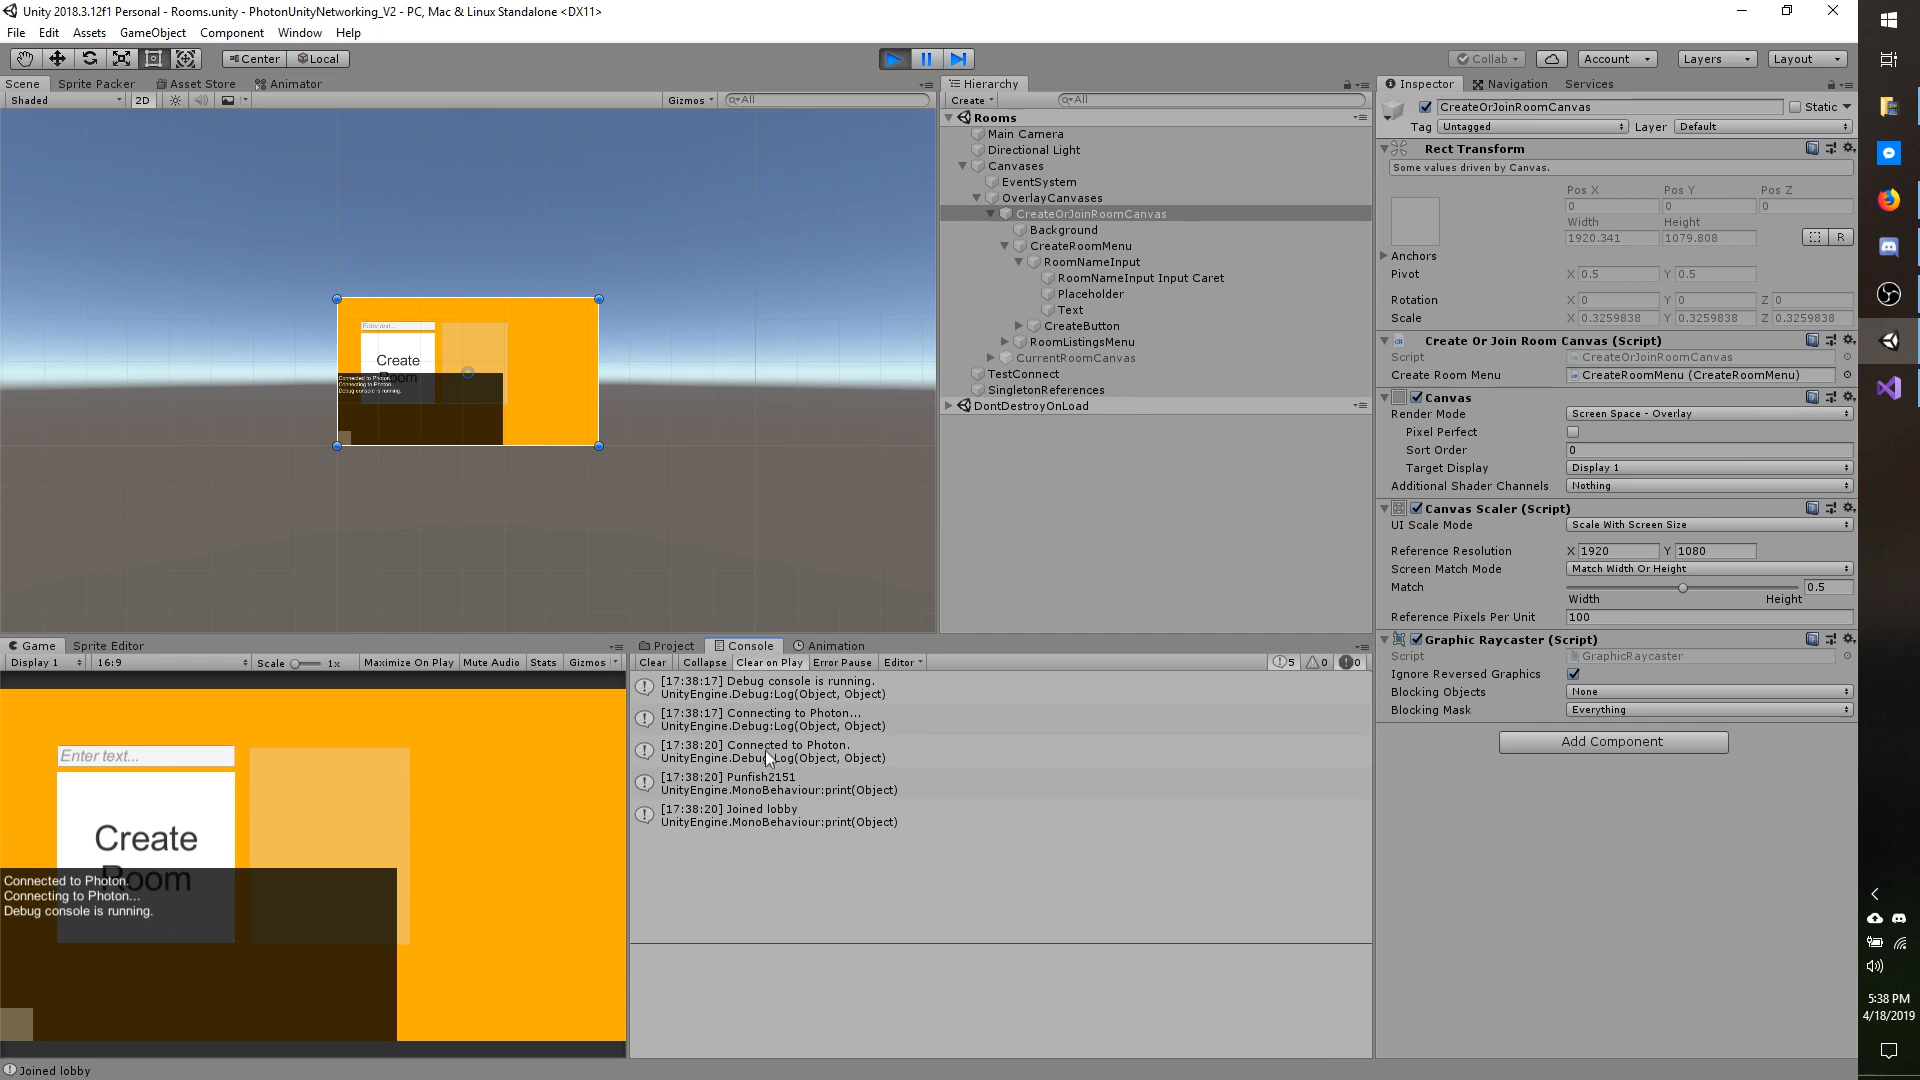 Unity 2018.3.12f1 Personal - Rooms.unity - PhotonUnityNetworking_V2 - PC, Mac & Linux Standalone <DX11>
File Edit Assets GameObject Component Window Help
Center Local
Collab Account Layers Layout
Scene Sprite Packer Asset Store Animator
Shaded 2D Gizmos All
Enter text...
Create
Room
Connected to Photon.
Connecting to Photon...
Debug console is running.
Hierarchy
Create All
Rooms
Main Camera
Directional Light
Canvases
EventSystem
OverlayCanvases
CreateOrJoinRoomCanvas
Background
CreateRoomMenu
RoomNameInput
RoomNameInput Input Caret
Placeholder
Text
CreateButton
RoomListingsMenu
CurrentRoomCanvas
TestConnect
SingletonReferences
DontDestroyOnLoad
Inspector Navigation Services
CreateOrJoinRoomCanvas Static
Tag Untagged Layer Default
Rect Transform
Some values driven by Canvas.
Pos X Pos Y Pos Z
0 0 0
Width Height
1920.341 1079.808 R
Anchors
Pivot X 0.5 Y 0.5
Rotation X 0 Y 0 Z 0
Scale X 0.3259838 Y 0.3259838 Z 0.3259838
Create Or Join Room Canvas (Script)
Script CreateOrJoinRoomCanvas
Create Room Menu CreateRoomMenu (CreateRoomMenu)
Canvas
Render Mode Screen Space - Overlay
Pixel Perfect
Sort Order 0
Target Display Display 1
Additional Shader Channels Nothing
Canvas Scaler (Script)
UI Scale Mode Scale With Screen Size
Reference Resolution X 1920 Y 1080
Screen Match Mode Match Width Or Height
Match 0.5
Width Height
Reference Pixels Per Unit 100
Graphic Raycaster (Script)
Script GraphicRaycaster
Ignore Reversed Graphics
Blocking Objects None
Blocking Mask Everything
Add Component
Game Sprite Editor
Display 1 16:9 Scale 1x Maximize On Play Mute Audio Stats Gizmos
Enter text...
Create
Room
Connected to Photon.
Connecting to Photon...
Debug console is running.
Project Console Animation
Clear Collapse Clear on Play Error Pause Editor 5 0 0
[17:38:17] Debug console is running.
UnityEngine.Debug:Log(Object, Object)
[17:38:17] Connecting to Photon...
UnityEngine.Debug:Log(Object, Object)
[17:38:20] Connected to Photon.
UnityEngine.Debug:Log(Object, Object)
[17:38:20] Punfish2151
UnityEngine.MonoBehaviour:print(Object)
[17:38:20] Joined lobby
UnityEngine.MonoBehaviour:print(Object)
Joined lobby
5:38 PM
4/18/2019